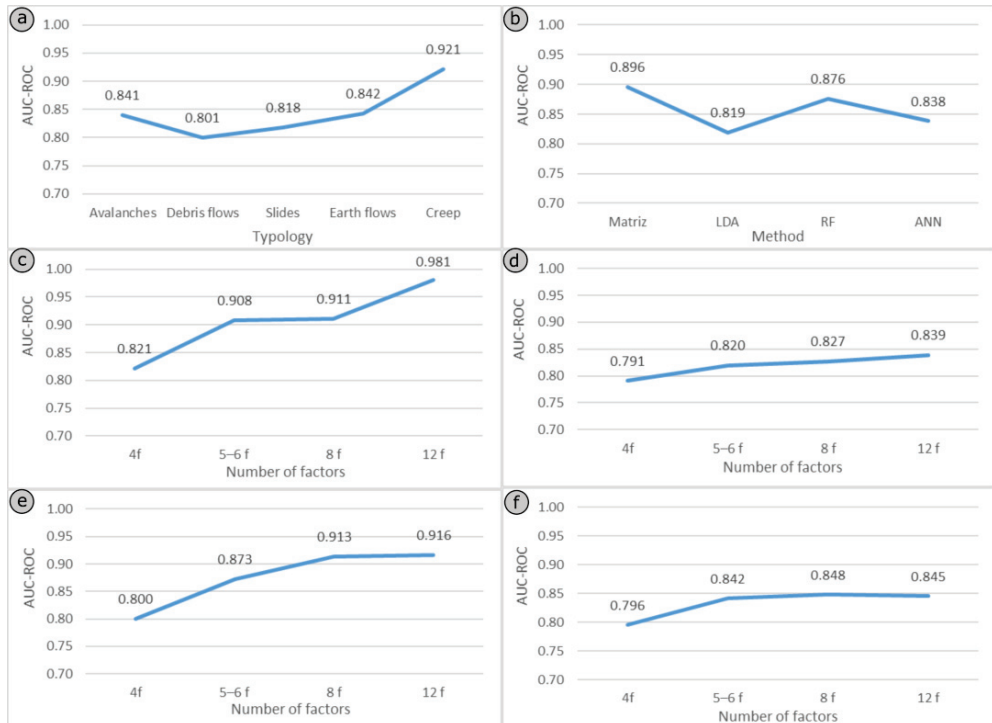 a
1.00
0.95
0.90
0.85
0.80
0.75
0.70
AUC-ROC
0.841
0.801
0.818
0.842
0.921
Avalanches Debris flows Slides Earth flows Creep
Typology
b
1.00
0.95
0.90
0.85
0.80
0.75
0.70
AUC-ROC
0.896
0.819
0.876
0.838
Matriz LDA RF ANN
Method
c
1.00
0.95
0.90
0.85
0.80
0.75
0.70
AUC-ROC
0.821
0.908
0.911
0.981
4f 5–6 f 8 f 12 f
Number of factors
d
1.00
0.95
0.90
0.85
0.80
0.75
0.70
AUC-ROC
0.791
0.820
0.827
0.839
4f 5–6 f 8 f 12 f
Number of factors
e
1.00
0.95
0.90
0.85
0.80
0.75
0.70
AUC-ROC
0.800
0.873
0.913
0.916
4f 5–6 f 8 f 12 f
Number of factors
f
1.00
0.95
0.90
0.85
0.80
0.75
0.70
AUC-ROC
0.796
0.842
0.848
0.845
4f 5–6 f 8 f 12 f
Number of factors